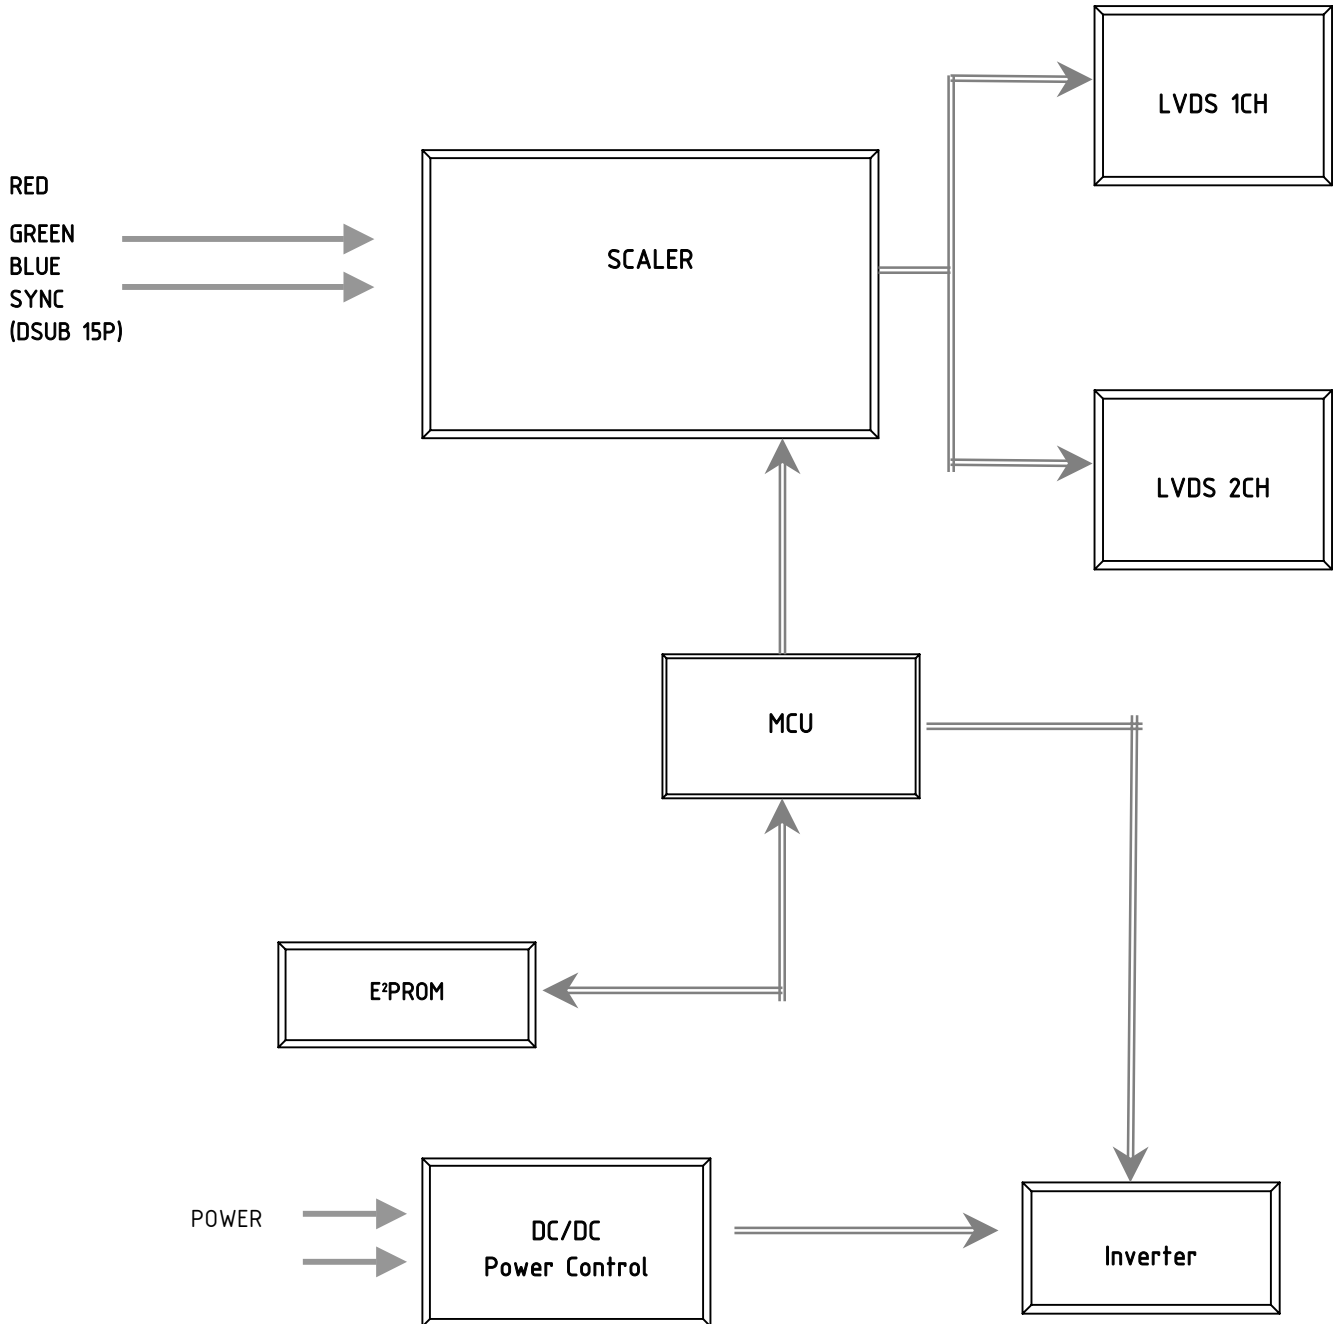 LVDS 1CH
RED
GREEN
BLUE
SYNC
(DSUB 15P)
SCALER
LVDS 2CH
MCU
E²PROM
POWER
DC/DC
Power Control
Inverter